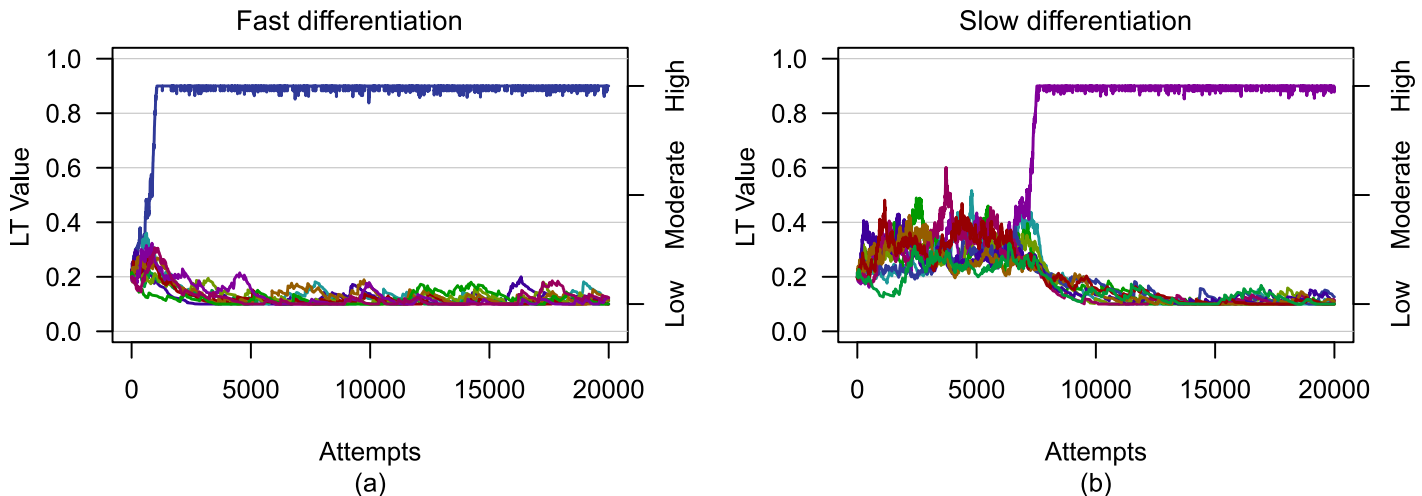 Fast differentiation
1.0
0.8
0.6
0.4
0.2
0.0
LT Value
High
Moderate
Low
0 5000 10000 15000 20000
Attempts
(a)
Slow differentiation
1.0
0.8
0.6
0.4
0.2
0.0
LT Value
High
Moderate
Low
0 5000 10000 15000 20000
Attempts
(b)